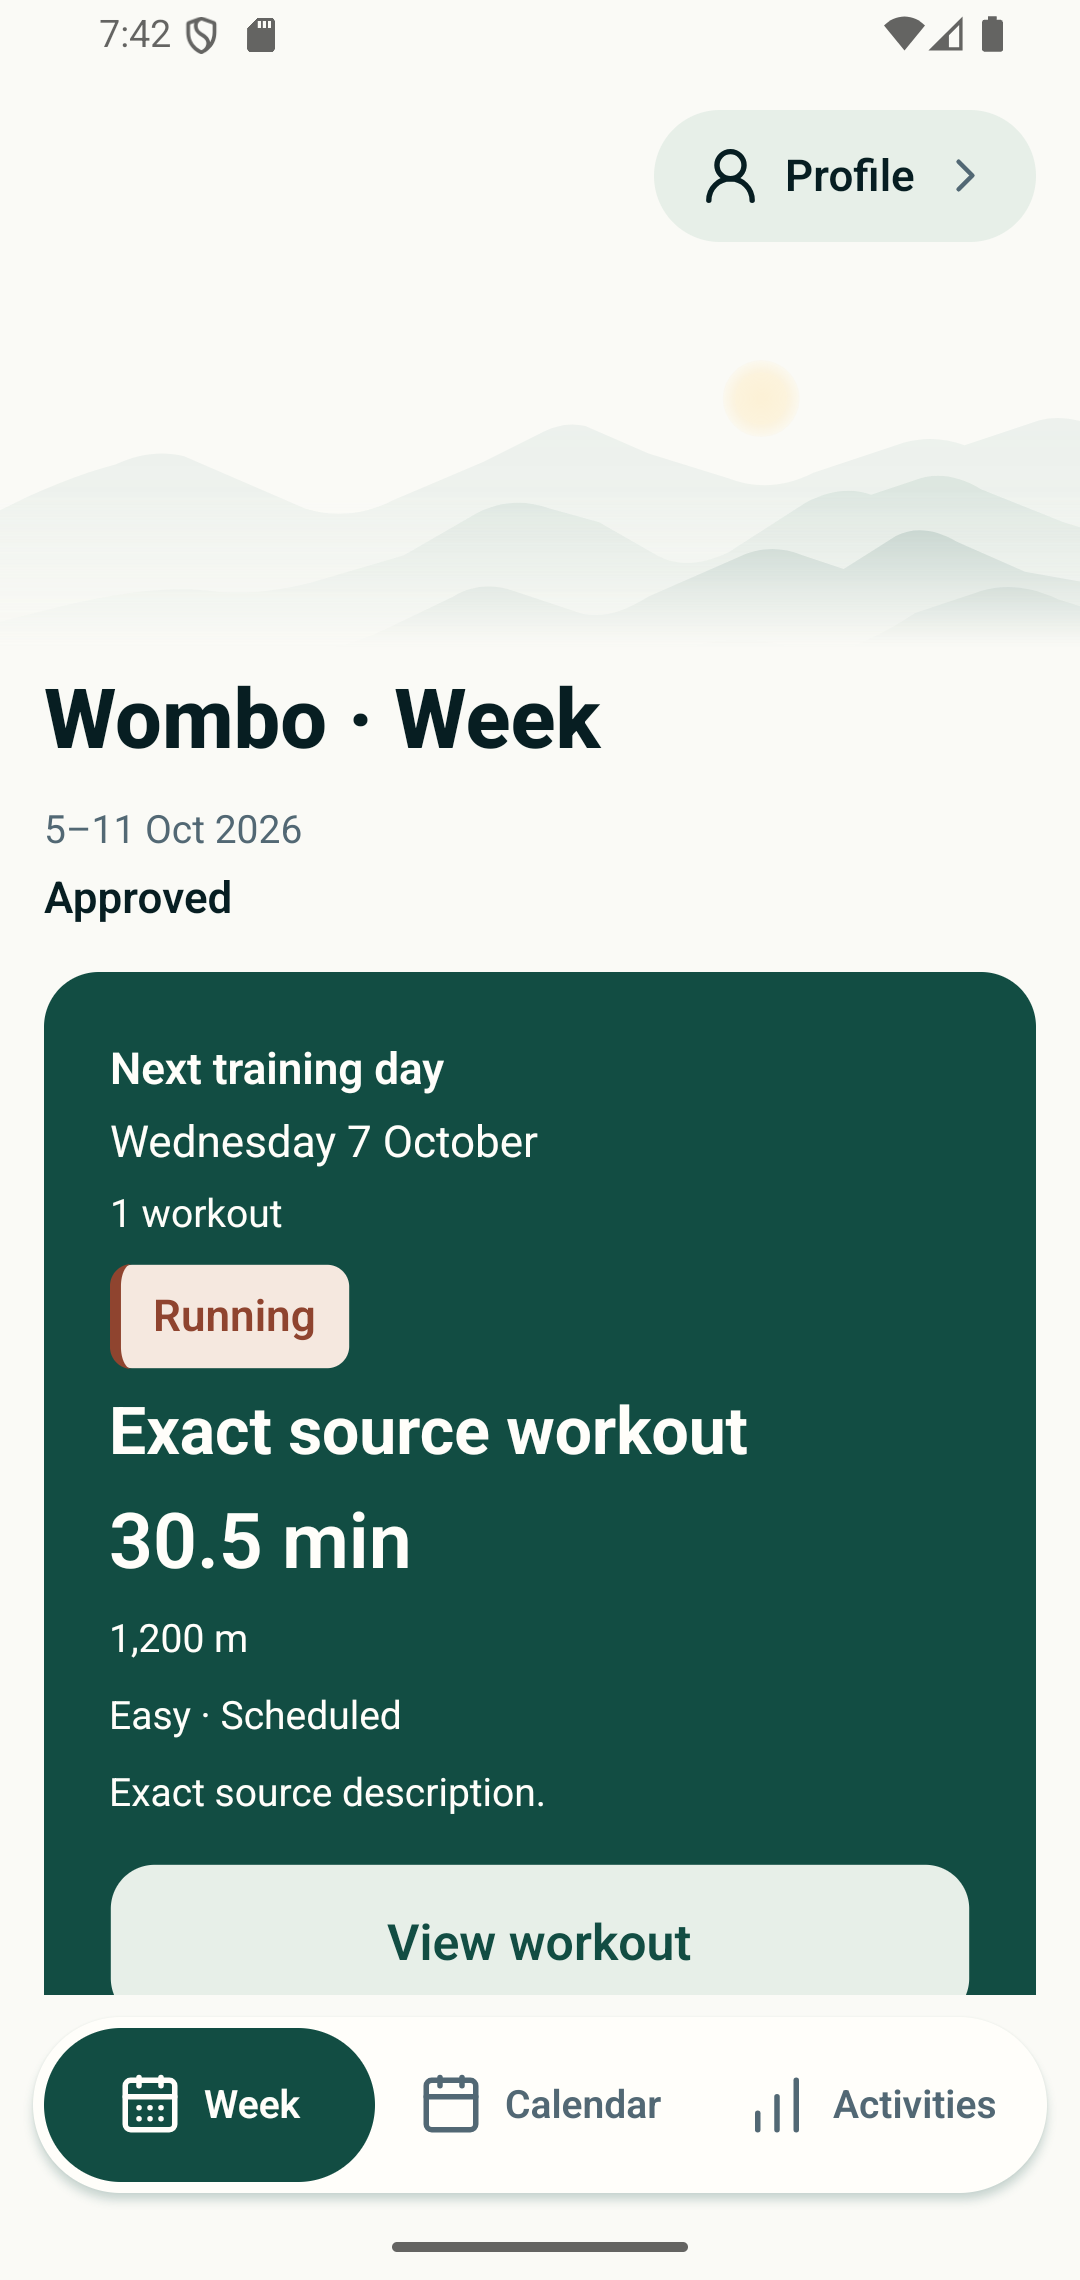 7:42
Profile
Wombo · Week
5–11 Oct 2026
Approved
Next training day
Wednesday 7 October
1 workout
Running
Exact source workout
30.5 min
1,200 m
Easy · Scheduled
Exact source description.
View workout
Week
Calendar
Activities